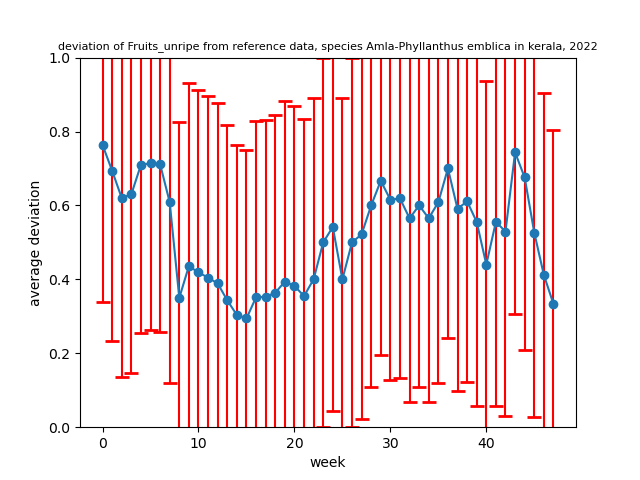 deviation of Fruits_unripe from reference data, species Amla-Phyllanthus emblica in kerala, 2022
1.0
0.8
0.6
0.4
0.2
0.0
average deviation
0 10 20 30 40
week